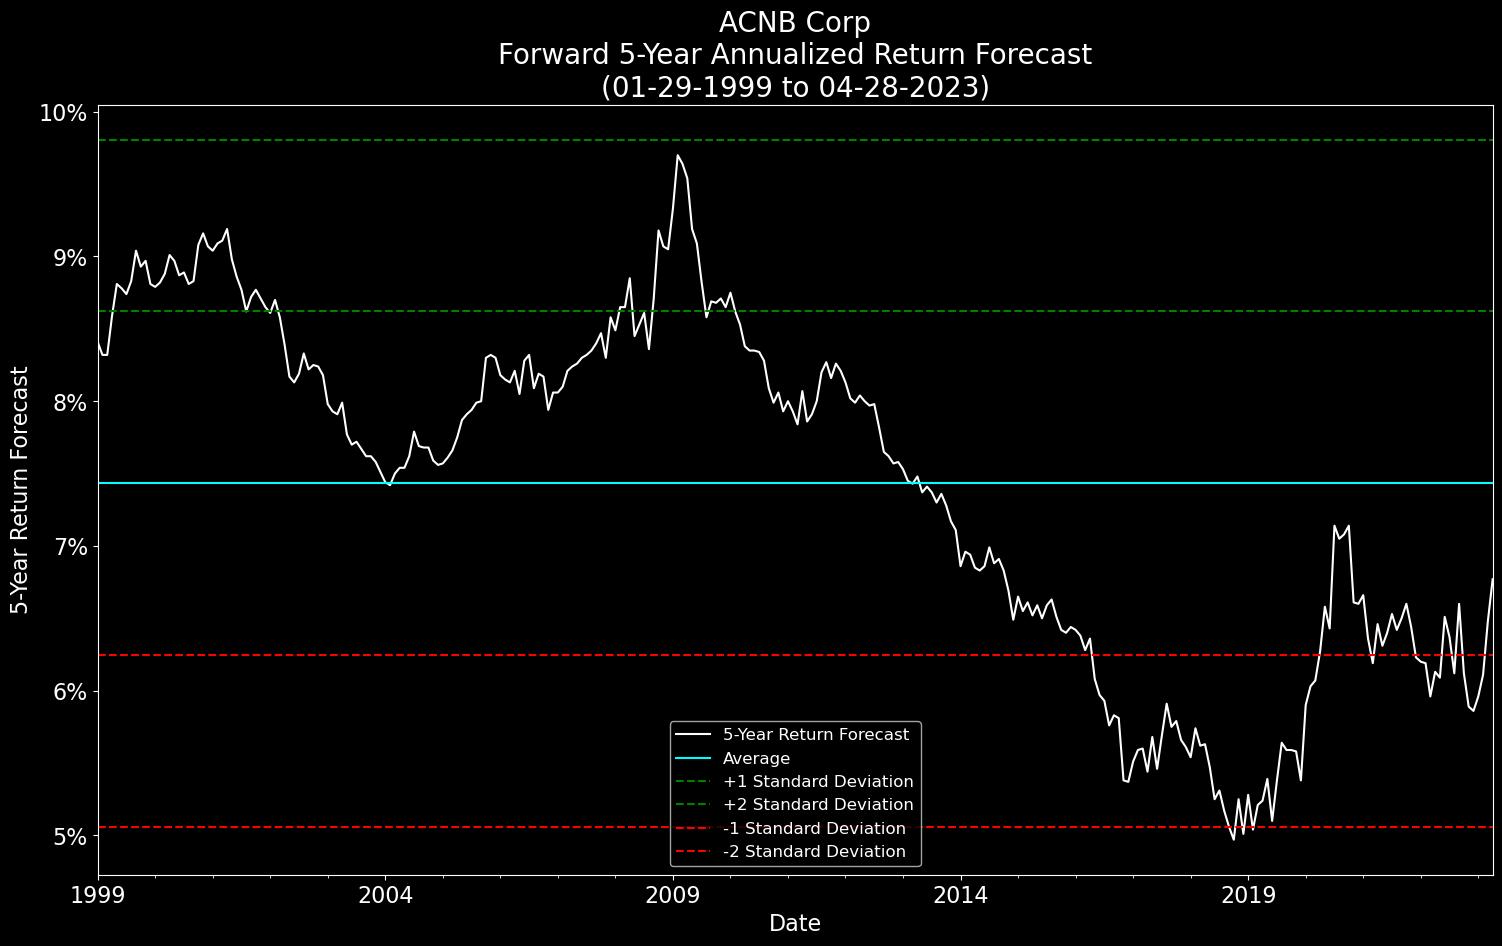 ACNB Corp
Forward 5-Year Annualized Return Forecast
(01-29-1999 to 04-28-2023)
10%
9%
8%
7%
6%
5%
5-Year Return Forecast
5-Year Return Forecast
Average
+1 Standard Deviation
+2 Standard Deviation
-1 Standard Deviation
-2 Standard Deviation
1999 2004 2009 2014 2019
Date